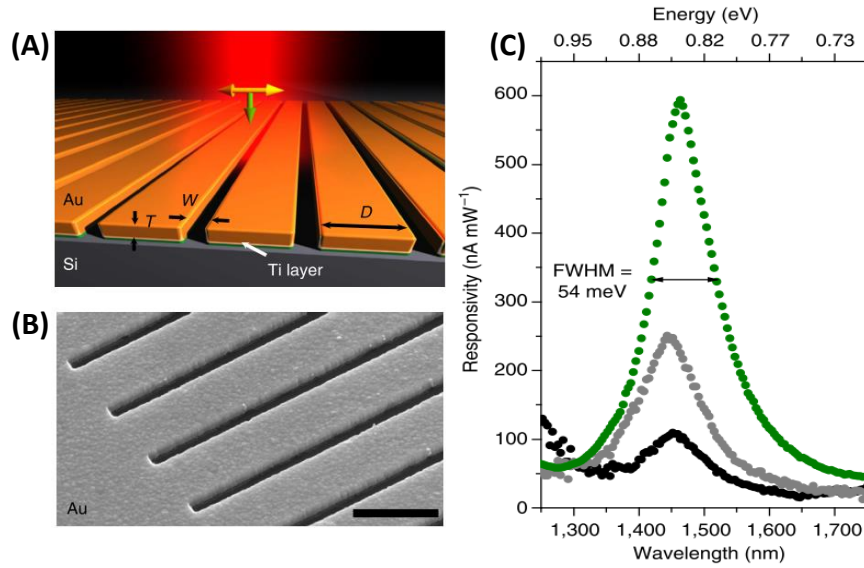 (A)
Au
T
W
D
Si
Ti layer
(B)
Au
(C)
Energy (eV)
0.95 0.88 0.82 0.77 0.73
Responsivity (nA mW⁻¹)
600
500
400
300
200
100
0
FWHM =
54 meV
1,300 1,400 1,500 1,600 1,700
Wavelength (nm)